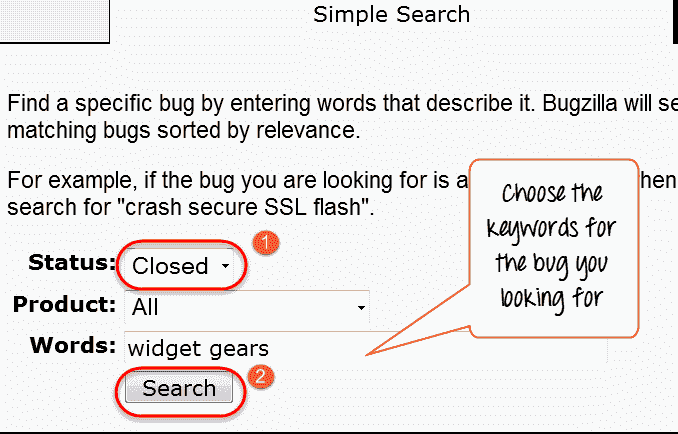 Simple Search
Find a specific bug by entering words that describe it. Bugzilla will se
matching bugs sorted by relevance.
For example, if the bug you are looking for is a hen
search for "crash secure SSL flash".
Choose the
keywords for
the bug you
looking for
Status: Closed 1
Product: All
Words: widget gears
Search 2